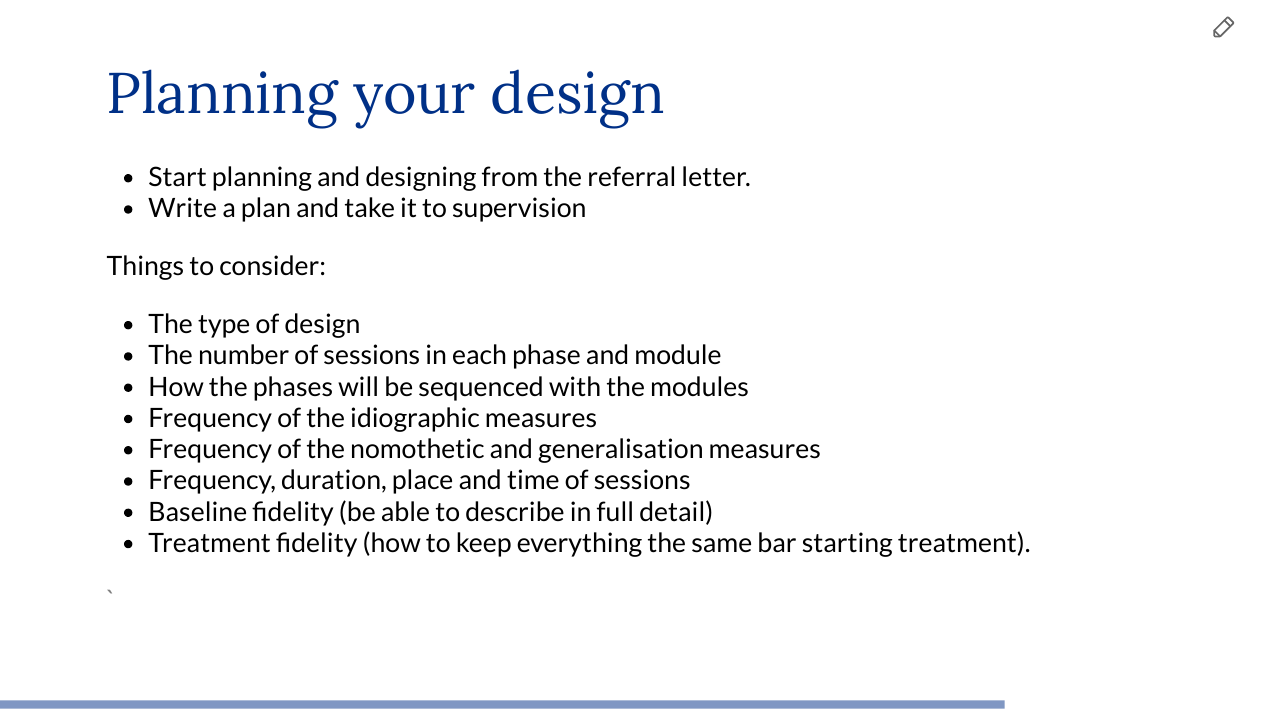 Planning your design
• Start planning and designing from the referral letter.
• Write a plan and take it to supervision
Things to consider:
• The type of design
• The number of sessions in each phase and module
• How the phases will be sequenced with the modules
• Frequency of the idiographic measures
• Frequency of the nomothetic and generalisation measures
• Frequency, duration, place and time of sessions
• Baseline fidelity (be able to describe in full detail)
• Treatment fidelity (how to keep everything the same bar starting treatment).
`